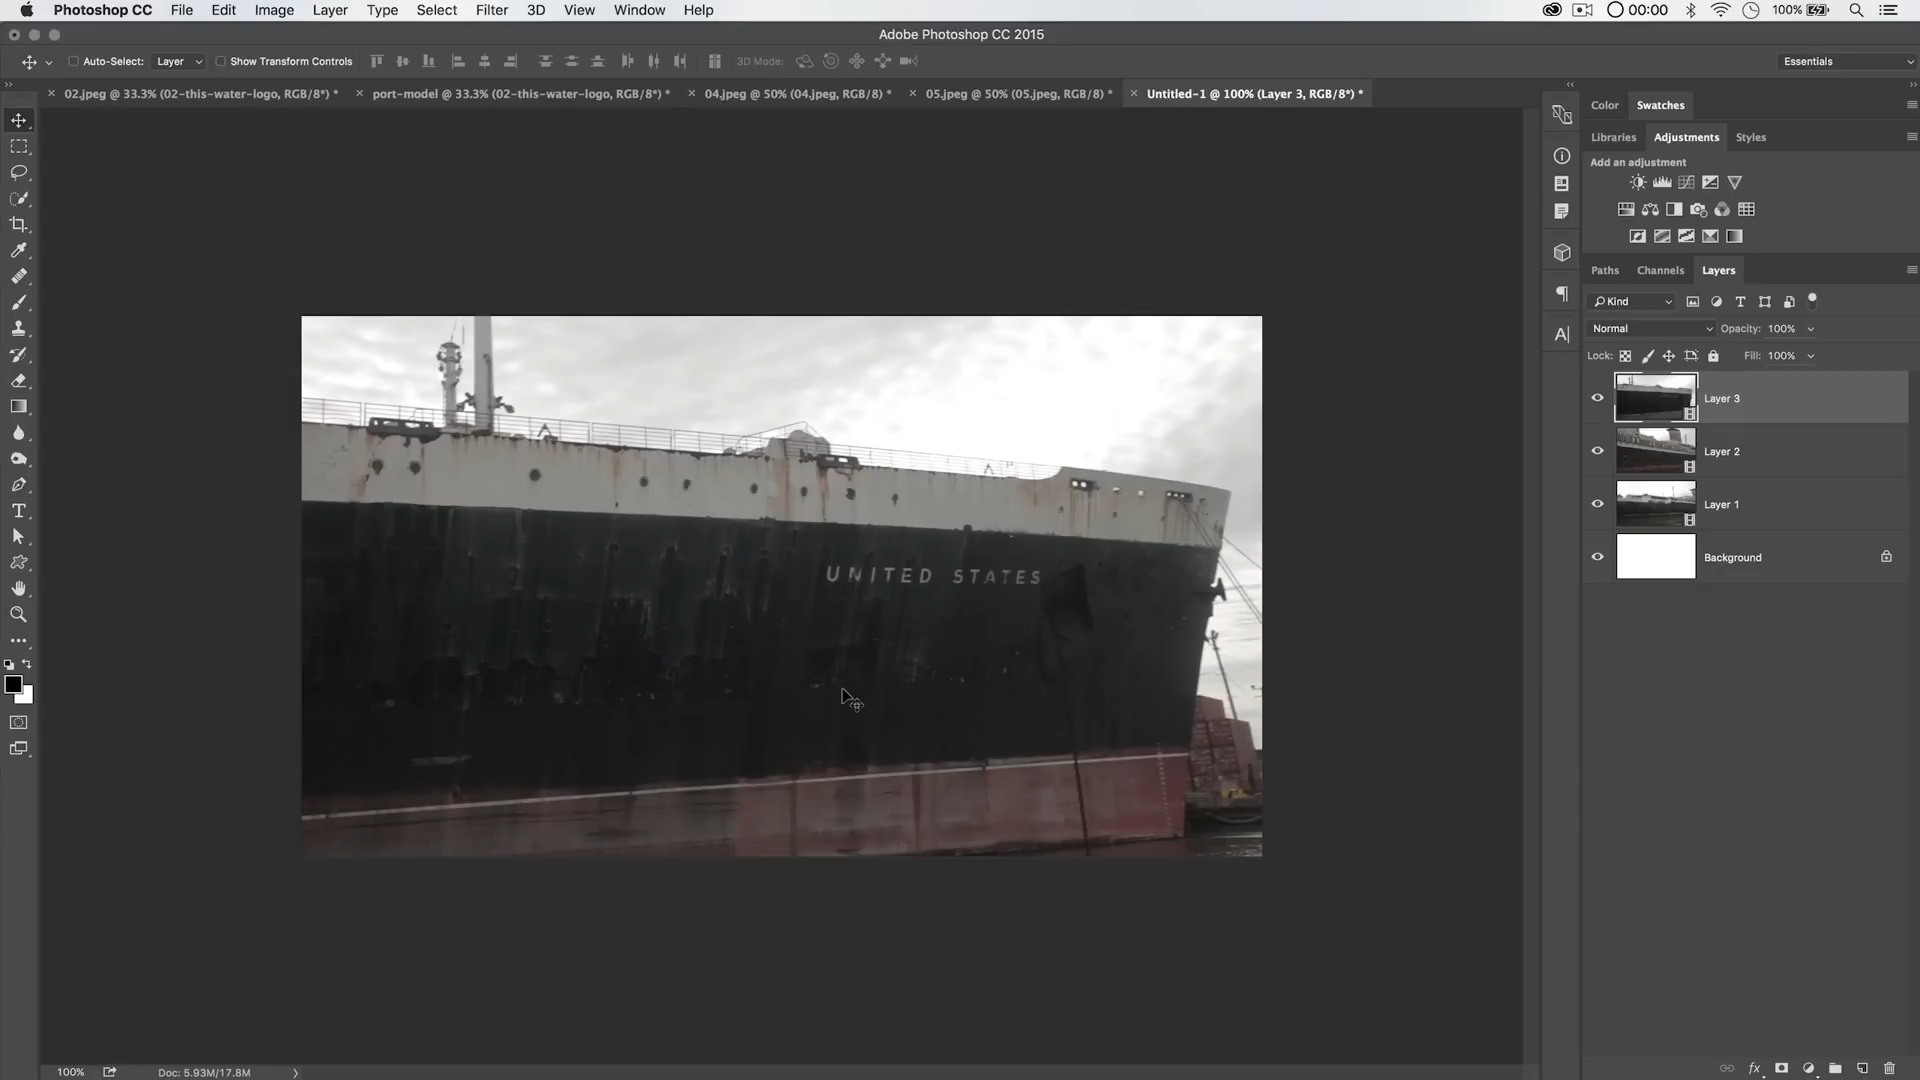 Photoshop CC File Edit Image Layer Type Select Filter 3D View Window Help 00:00 100%
Adobe Photoshop CC 2015
Auto-Select: Layer Show Transform Controls 3D Mode: Essentials
02.jpeg @ 33.3% (02-this-water-logo, RGB/8*) * port-model @ 33.3% (02-this-water-logo, RGB/8*) * 04.jpeg @ 50% (04.jpeg, RGB/8) * 05.jpeg @ 50% (05.jpeg, RGB/8) * Untitled-1 @ 100% (Layer 3, RGB/8*) *
Color Swatches
Libraries Adjustments Styles
Add an adjustment
Paths Channels Layers
Kind
Normal Opacity: 100%
Lock: Fill: 100%
Layer 3
Layer 2
Layer 1
Background
UNITED STATES
100% Doc: 5.93M/17.8M